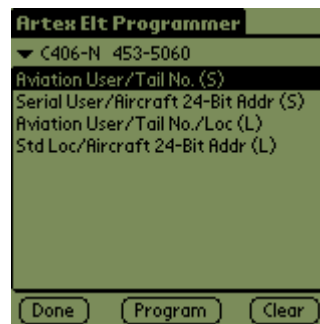 Artex Elt Programmer
C406-N 453-5060
Aviation User/Tail No. (S)
Serial User/Aircraft 24-Bit Addr (S)
Aviation User/Tail No./Loc (L)
Std Loc/Aircraft 24-Bit Addr (L)
Done Program Clear